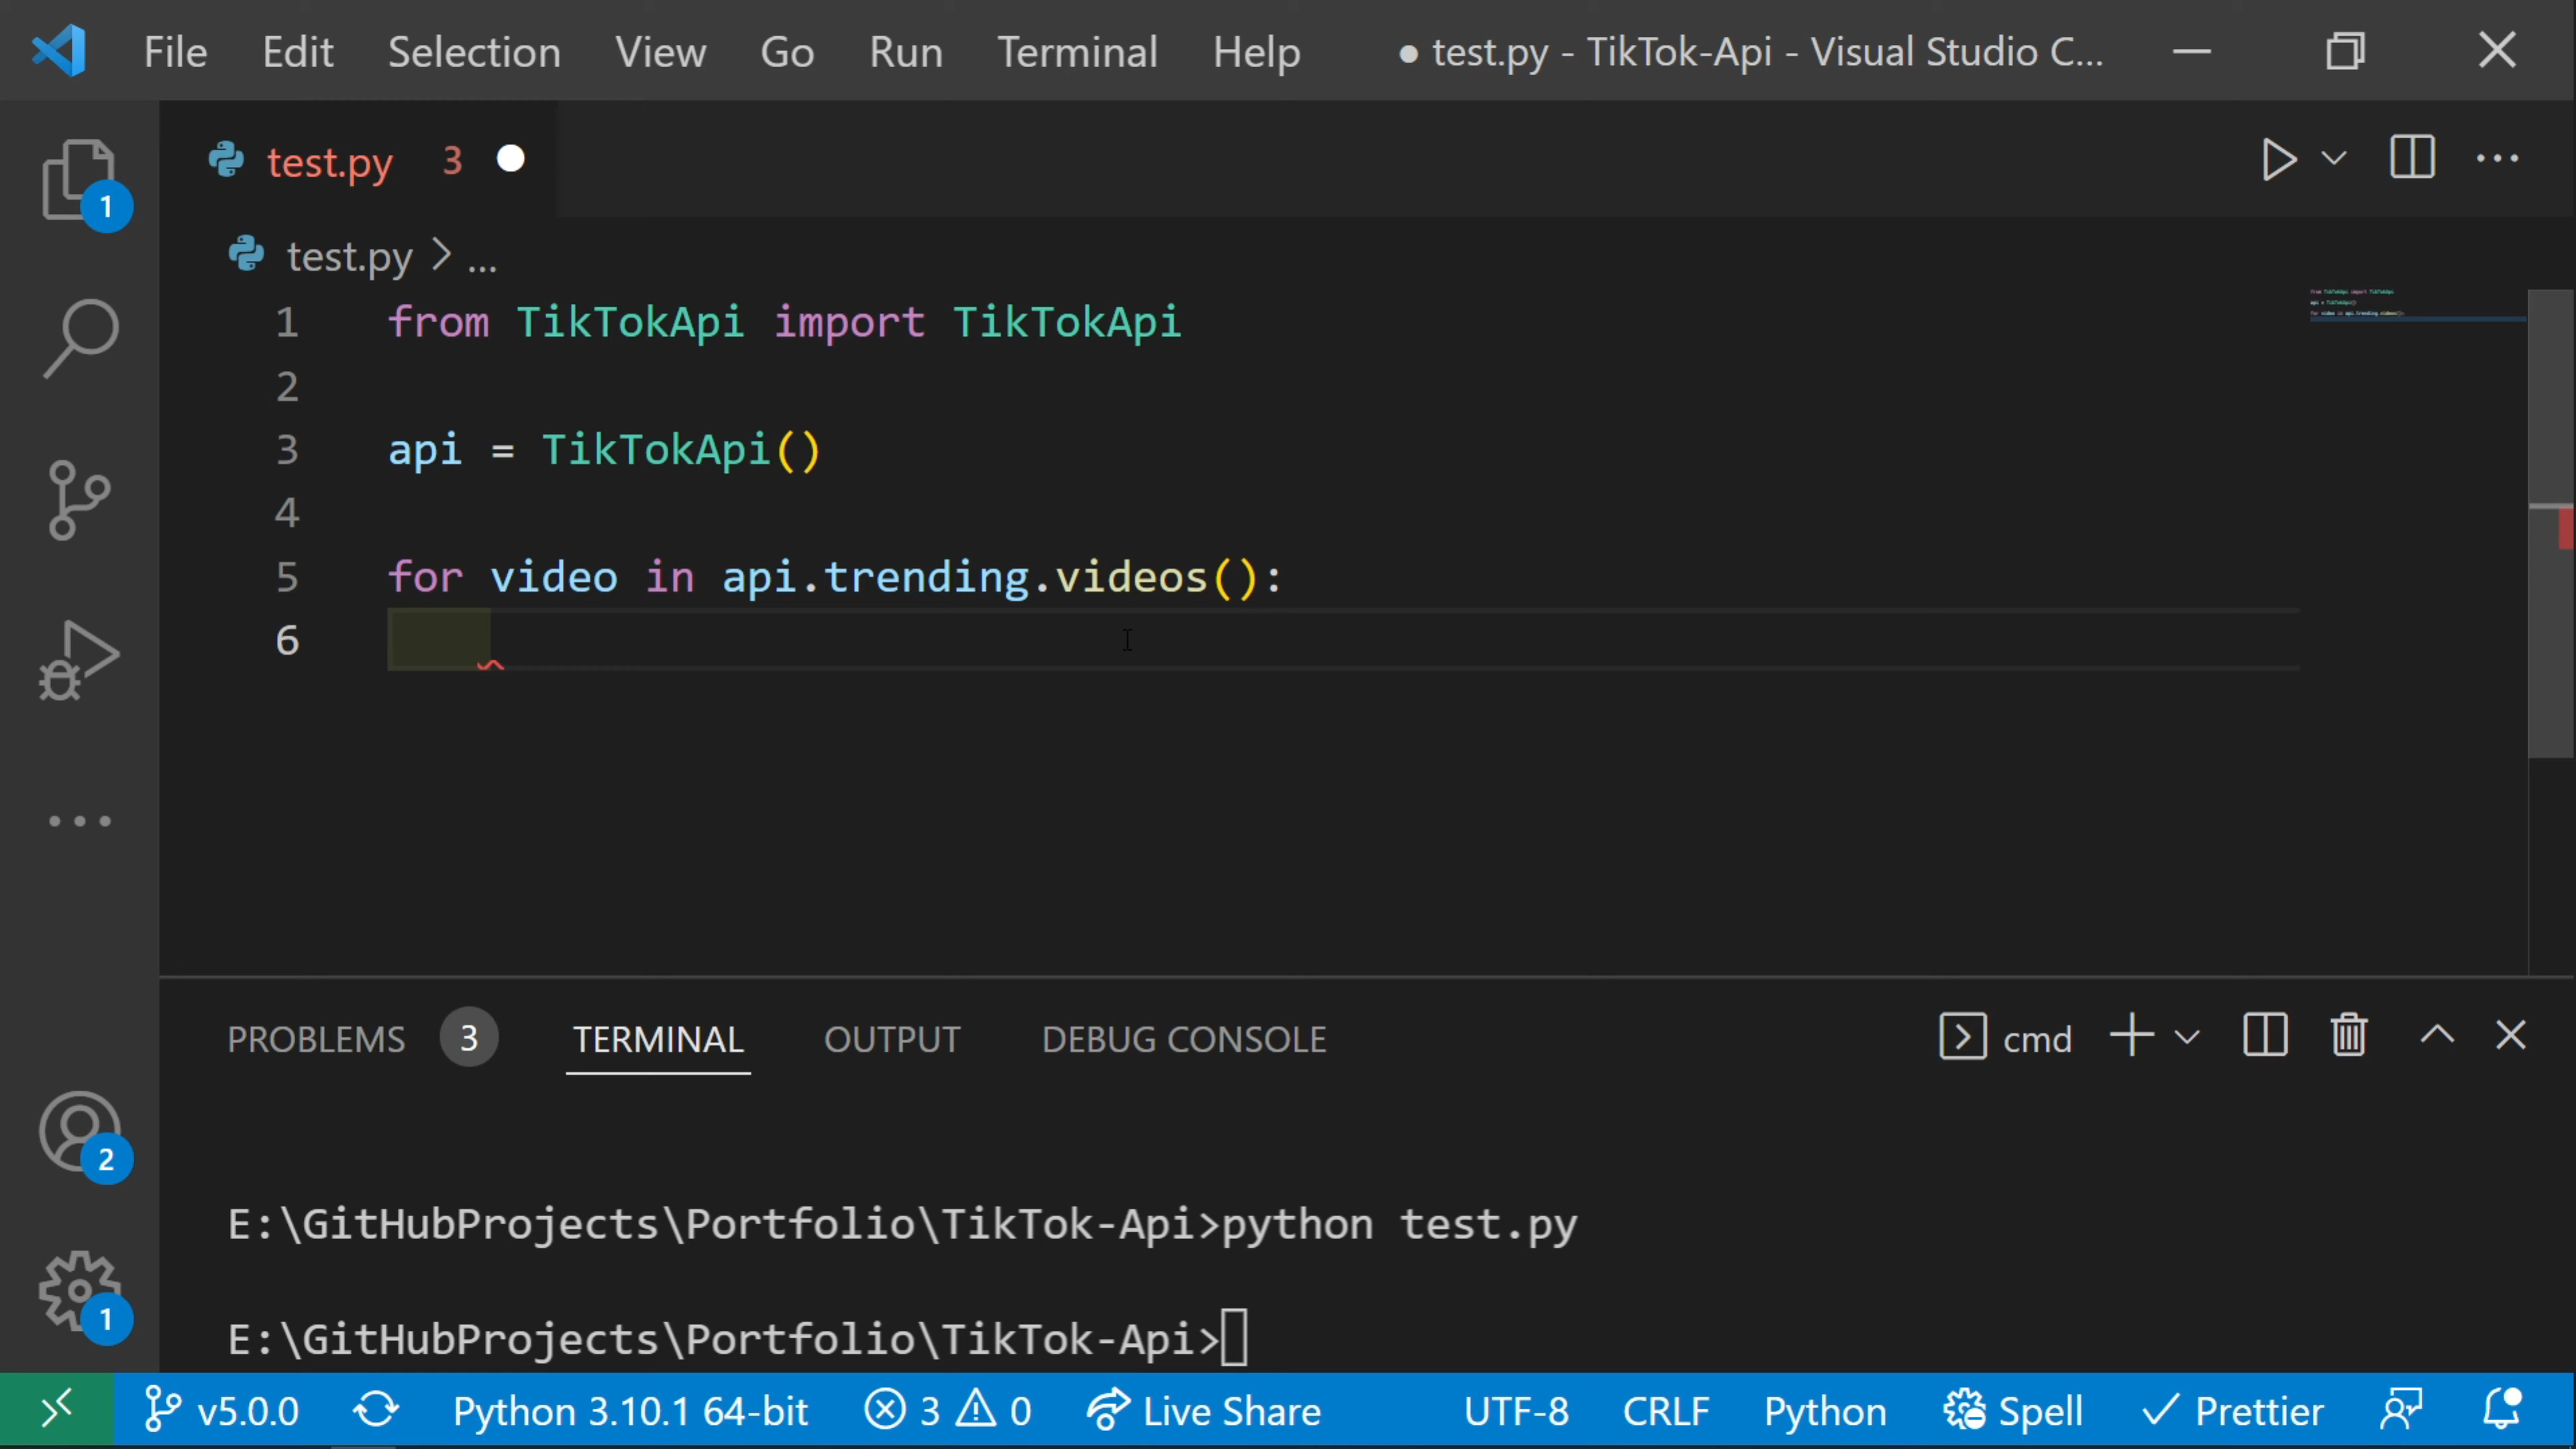 File Edit Selection View Go Run Terminal Help ● test.py - TikTok-Api - Visual Studio C...
test.py 3
1
test.py > ...
1 from TikTokApi import TikTokApi
2
3 api = TikTokApi()
4
5 for video in api.trending.videos():
6
PROBLEMS 3 TERMINAL OUTPUT DEBUG CONSOLE cmd
E:\GitHubProjects\Portfolio\TikTok-Api>python test.py
E:\GitHubProjects\Portfolio\TikTok-Api>
2
1
v5.0.0 Python 3.10.1 64-bit 3 0 Live Share UTF-8 CRLF Python Spell Prettier